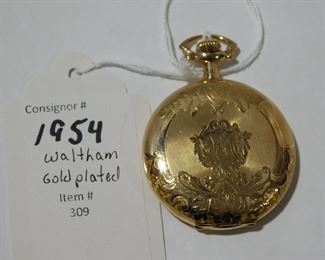 Consignor #
1954
Waltham
Gold plated
Item #
309